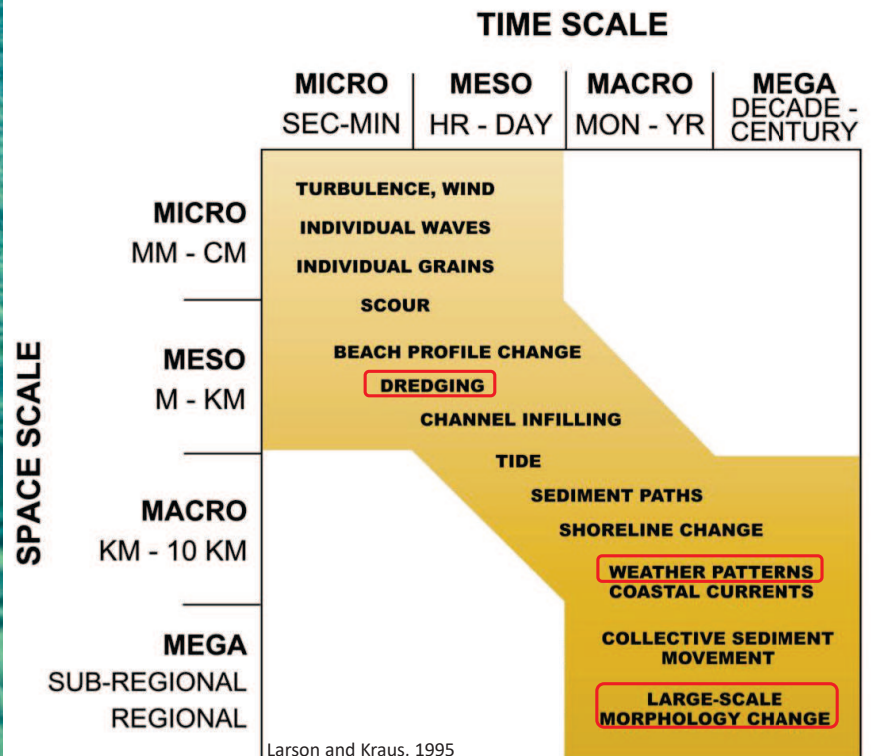 TIME SCALE
MICRO MESO MACRO MEGA
SEC-MIN HR - DAY MON - YR DECADE -
CENTURY
SPACE SCALE
MICRO
MM - CM
MESO
M - KM
MACRO
KM - 10 KM
MEGA
SUB-REGIONAL
REGIONAL
TURBULENCE, WIND
INDIVIDUAL WAVES
INDIVIDUAL GRAINS
SCOUR
BEACH PROFILE CHANGE
DREDGING
CHANNEL INFILLING
TIDE
SEDIMENT PATHS
SHORELINE CHANGE
WEATHER PATTERNS
COASTAL CURRENTS
COLLECTIVE SEDIMENT
MOVEMENT
LARGE-SCALE
MORPHOLOGY CHANGE
Larson and Kraus, 1995